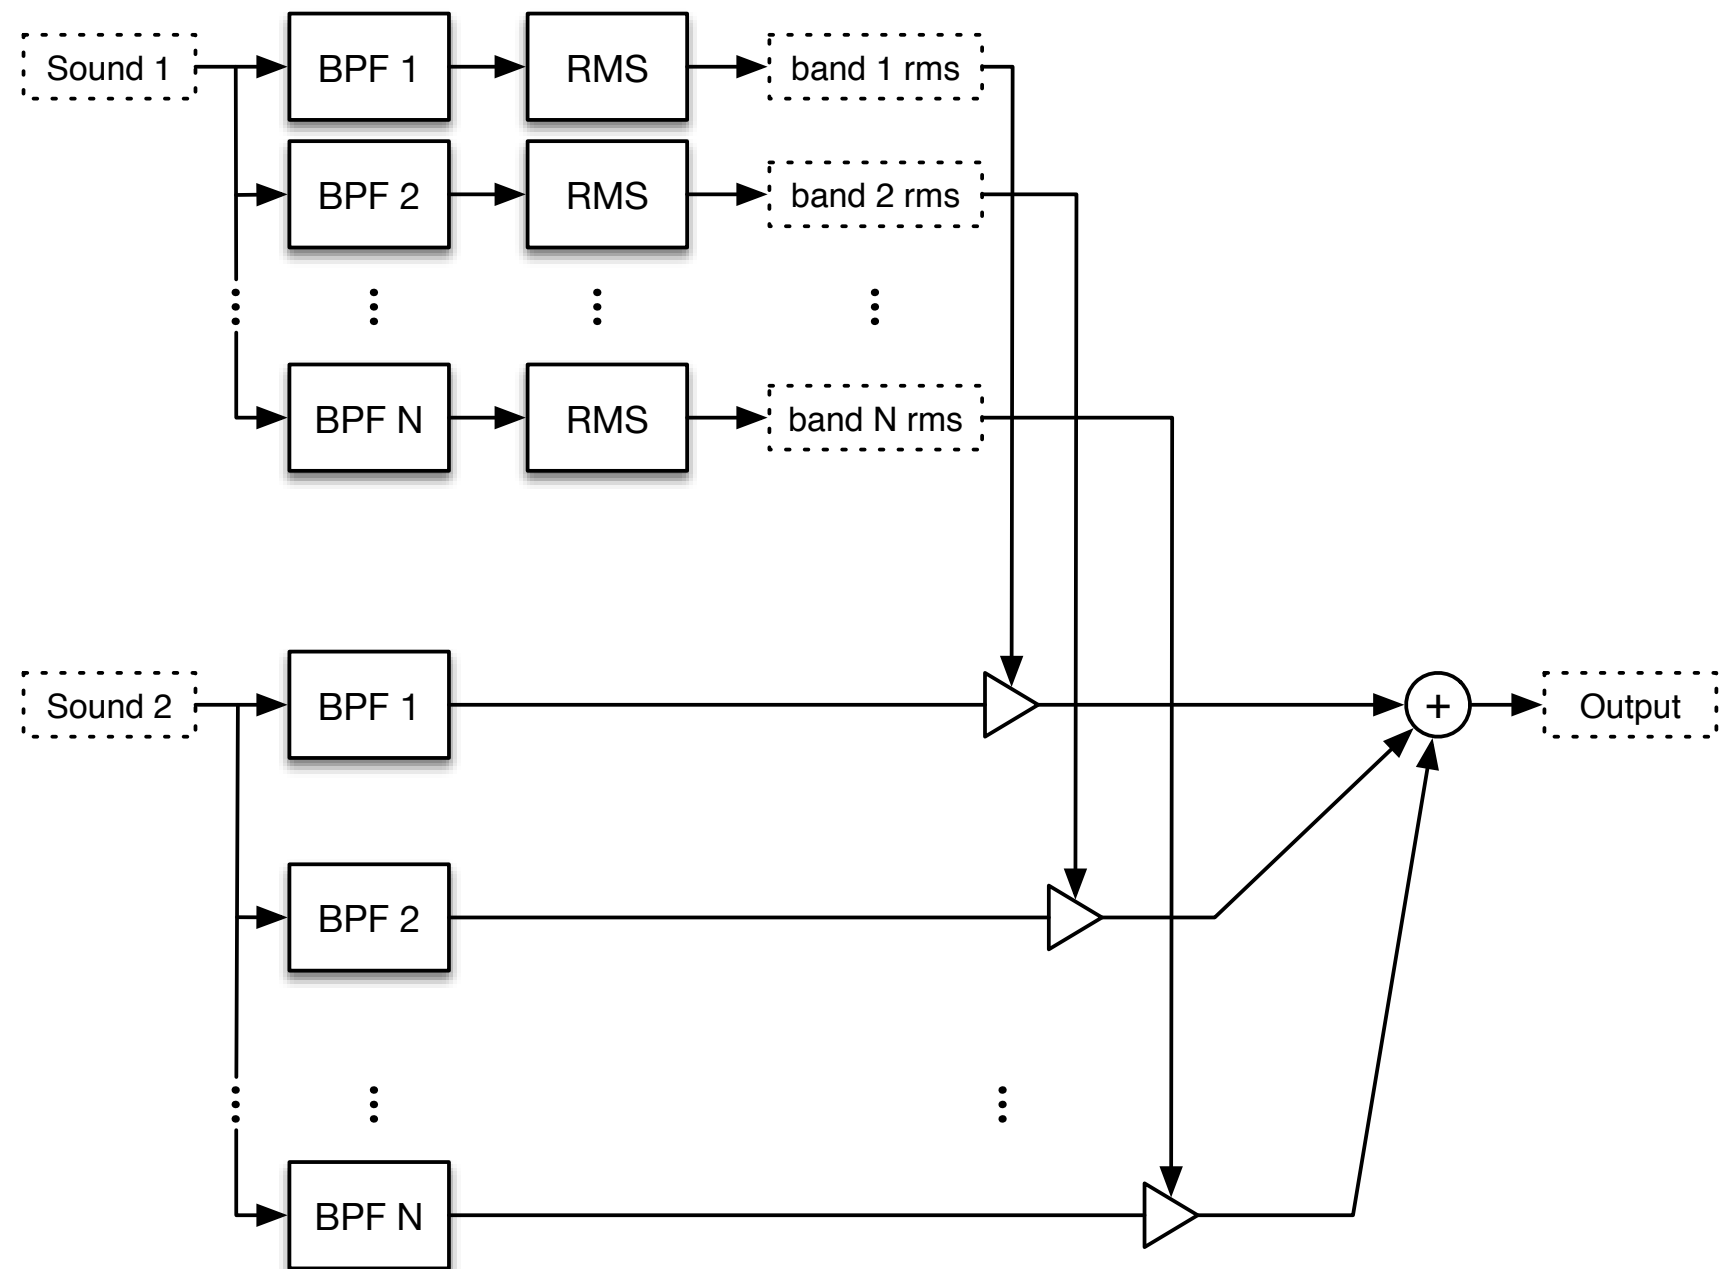 Sound 1
BPF 1
RMS
band 1 rms
BPF 2
RMS
band 2 rms
BPF N
RMS
band N rms
Sound 2
BPF 1
+
Output
BPF 2
BPF N